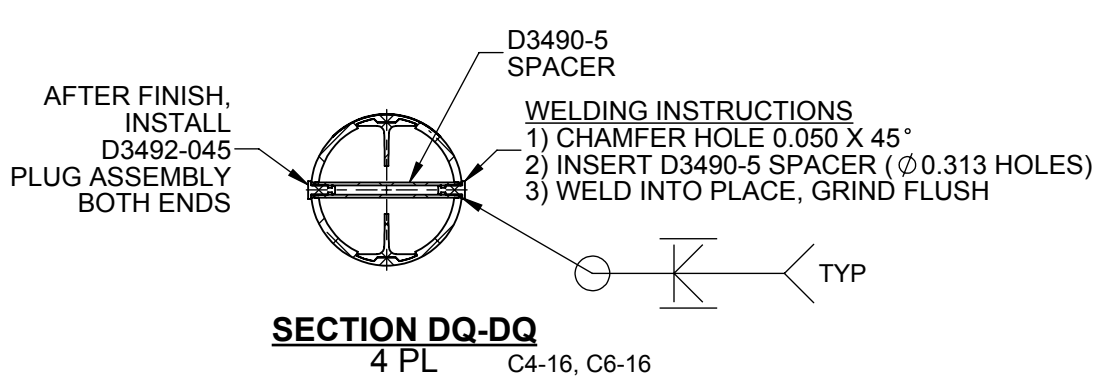 D3490-5
SPACER
AFTER FINISH,
INSTALL
D3492-045
PLUG ASSEMBLY
BOTH ENDS
WELDING INSTRUCTIONS
1) CHAMFER HOLE 0.050 X 45°
2) INSERT D3490-5 SPACER (∅0.313 HOLES)
3) WELD INTO PLACE, GRIND FLUSH
TYP
SECTION DQ-DQ
4 PL C4-16, C6-16